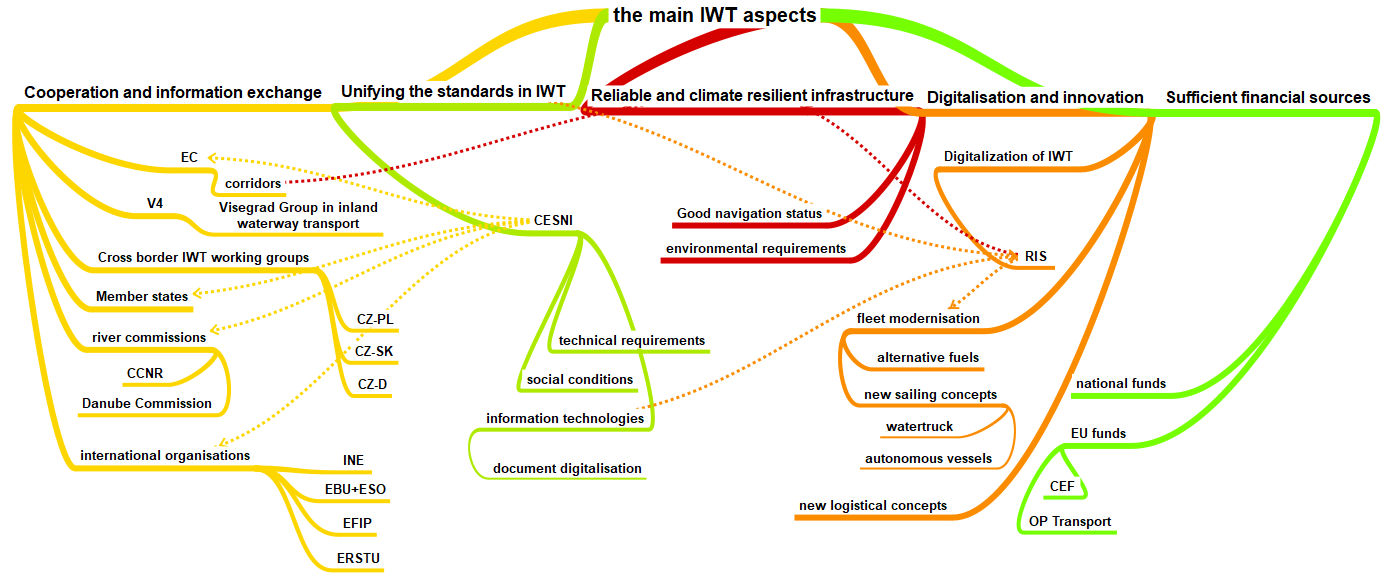 the main IWT aspects
Cooperation and information exchange
EC
corridors
V4
Visegrad Group in inland
waterway transport
Cross border IWT working groups
CZ-PL
CZ-SK
CZ-D
Member states
river commissions
CCNR
Danube Commission
international organisations
INE
EBU+ESO
EFIP
ERSTU
Unifying the standards in IWT
CESNI
technical requirements
social conditions
information technologies
document digitalisation
Reliable and climate resilient infrastructure
Good navigation status
environmental requirements
Digitalisation and innovation
Digitalization of IWT
RIS
fleet modernisation
alternative fuels
new sailing concepts
watertruck
autonomous vessels
new logistical concepts
Sufficient financial sources
national funds
EU funds
CEF
OP Transport